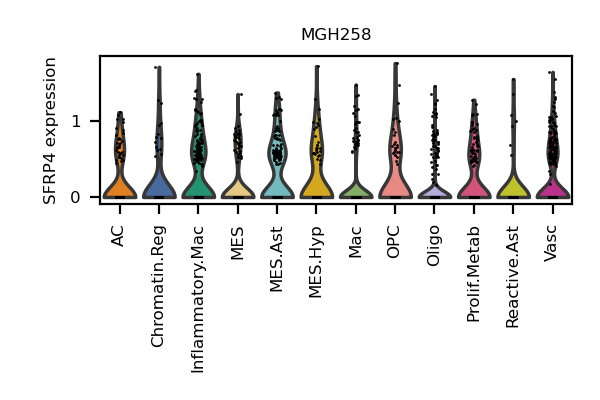 MGH258
SFRP4 expression
1
0
AC
Chromatin.Reg
Inflammatory.Mac
MES
MES.Ast
MES.Hyp
Mac
OPC
Oligo
Prolif.Metab
Reactive.Ast
Vasc